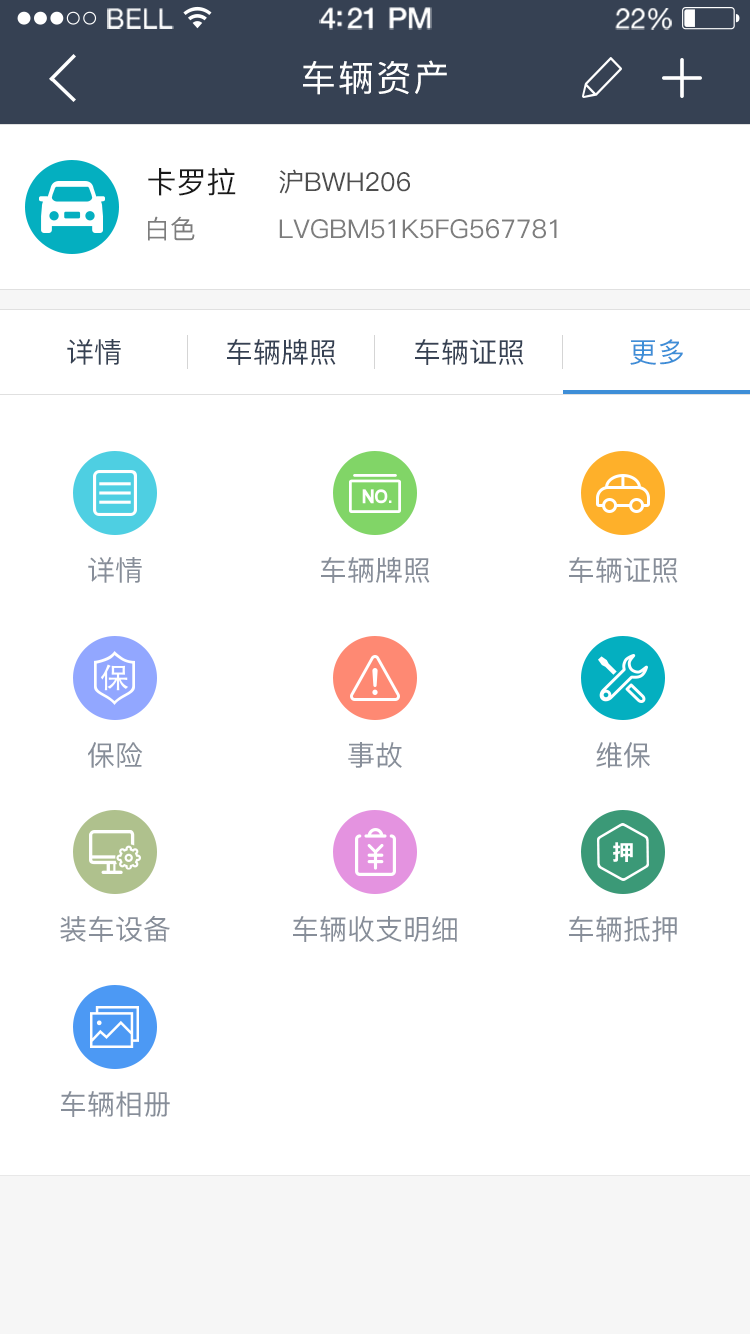 BELL 4:21 PM 22%
车辆资产
卡罗拉 沪BWH206
白色 LVGBM51K5FG567781
详情 车辆牌照 车辆证照 更多
NO.
详情 车辆牌照 车辆证照
保
保险 事故 维保
¥ 押
装车设备 车辆收支明细 车辆抵押
车辆相册